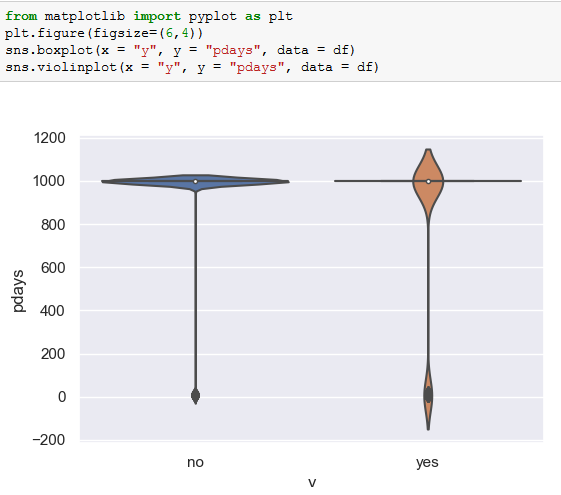 from matplotlib import pyplot as plt
plt.figure(figsize=(6,4))
sns.boxplot(x = "y", y = "pdays", data = df)
sns.violinplot(x = "y", y = "pdays", data = df)
1200
1000
800
600
400
200
0
−200
pdays
no yes
y